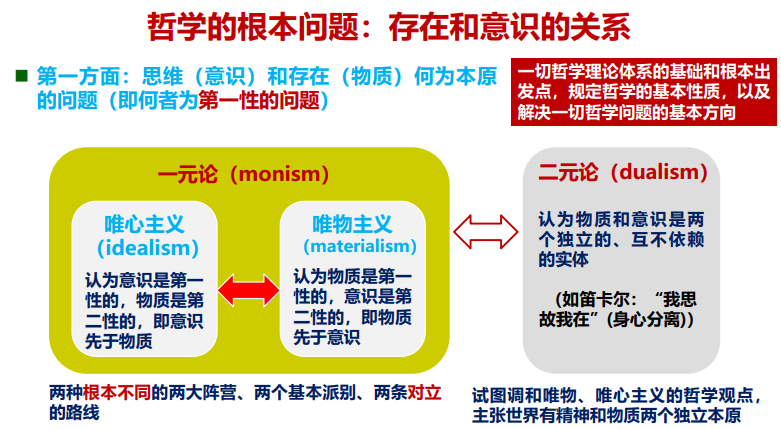 哲学的根本问题：存在和意识的关系
第一方面：思维（意识）和存在（物质）何为本原
的问题（即何者为第一性的问题）
一切哲学理论体系的基础和根本出
发点，规定哲学的基本性质，以及
解决一切哲学问题的基本方向
一元论（monism）
唯心主义
（idealism）
认为意识是第一
性的，物质是第
二性的，即意识
先于物质
唯物主义
（materialism）
认为物质是第一
性的，意识是第
二性的，即物质
先于意识
二元论（dualism）
认为物质和意识是两
个独立的、互不依赖
的实体
（如笛卡尔：“我思
故我在”(身心分离)）
两种根本不同的两大阵营、两个基本派别、两条对立
的路线
试图调和唯物、唯心主义的哲学观点，
主张世界有精神和物质两个独立本原